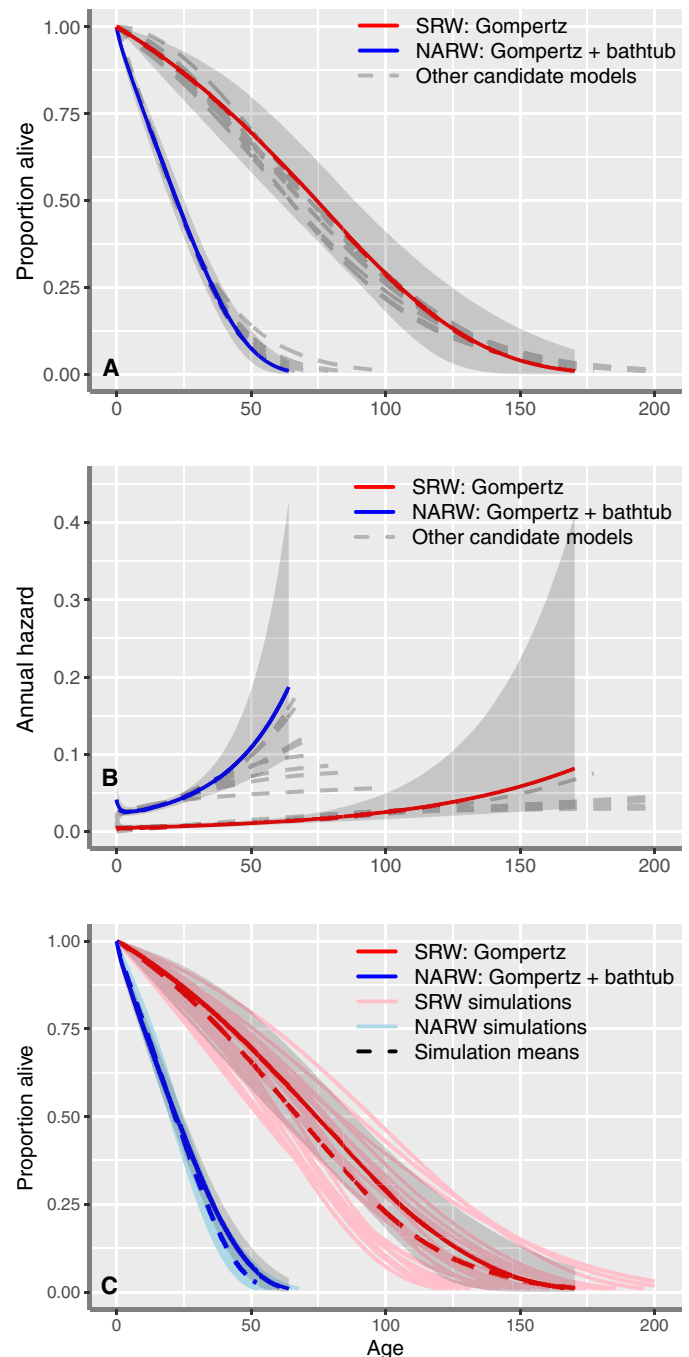 SRW: Gompertz
NARW: Gompertz + bathtub
Other candidate models
1.00
0.75
0.50
0.25
0.00
Proportion alive
A
0 50 100 150 200
SRW: Gompertz
NARW: Gompertz + bathtub
Other candidate models
0.4
0.3
0.2
0.1
0.0
Annual hazard
B
0 50 100 150 200
SRW: Gompertz
NARW: Gompertz + bathtub
SRW simulations
NARW simulations
Simulation means
1.00
0.75
0.50
0.25
0.00
Proportion alive
C
0 50 100 150 200
Age